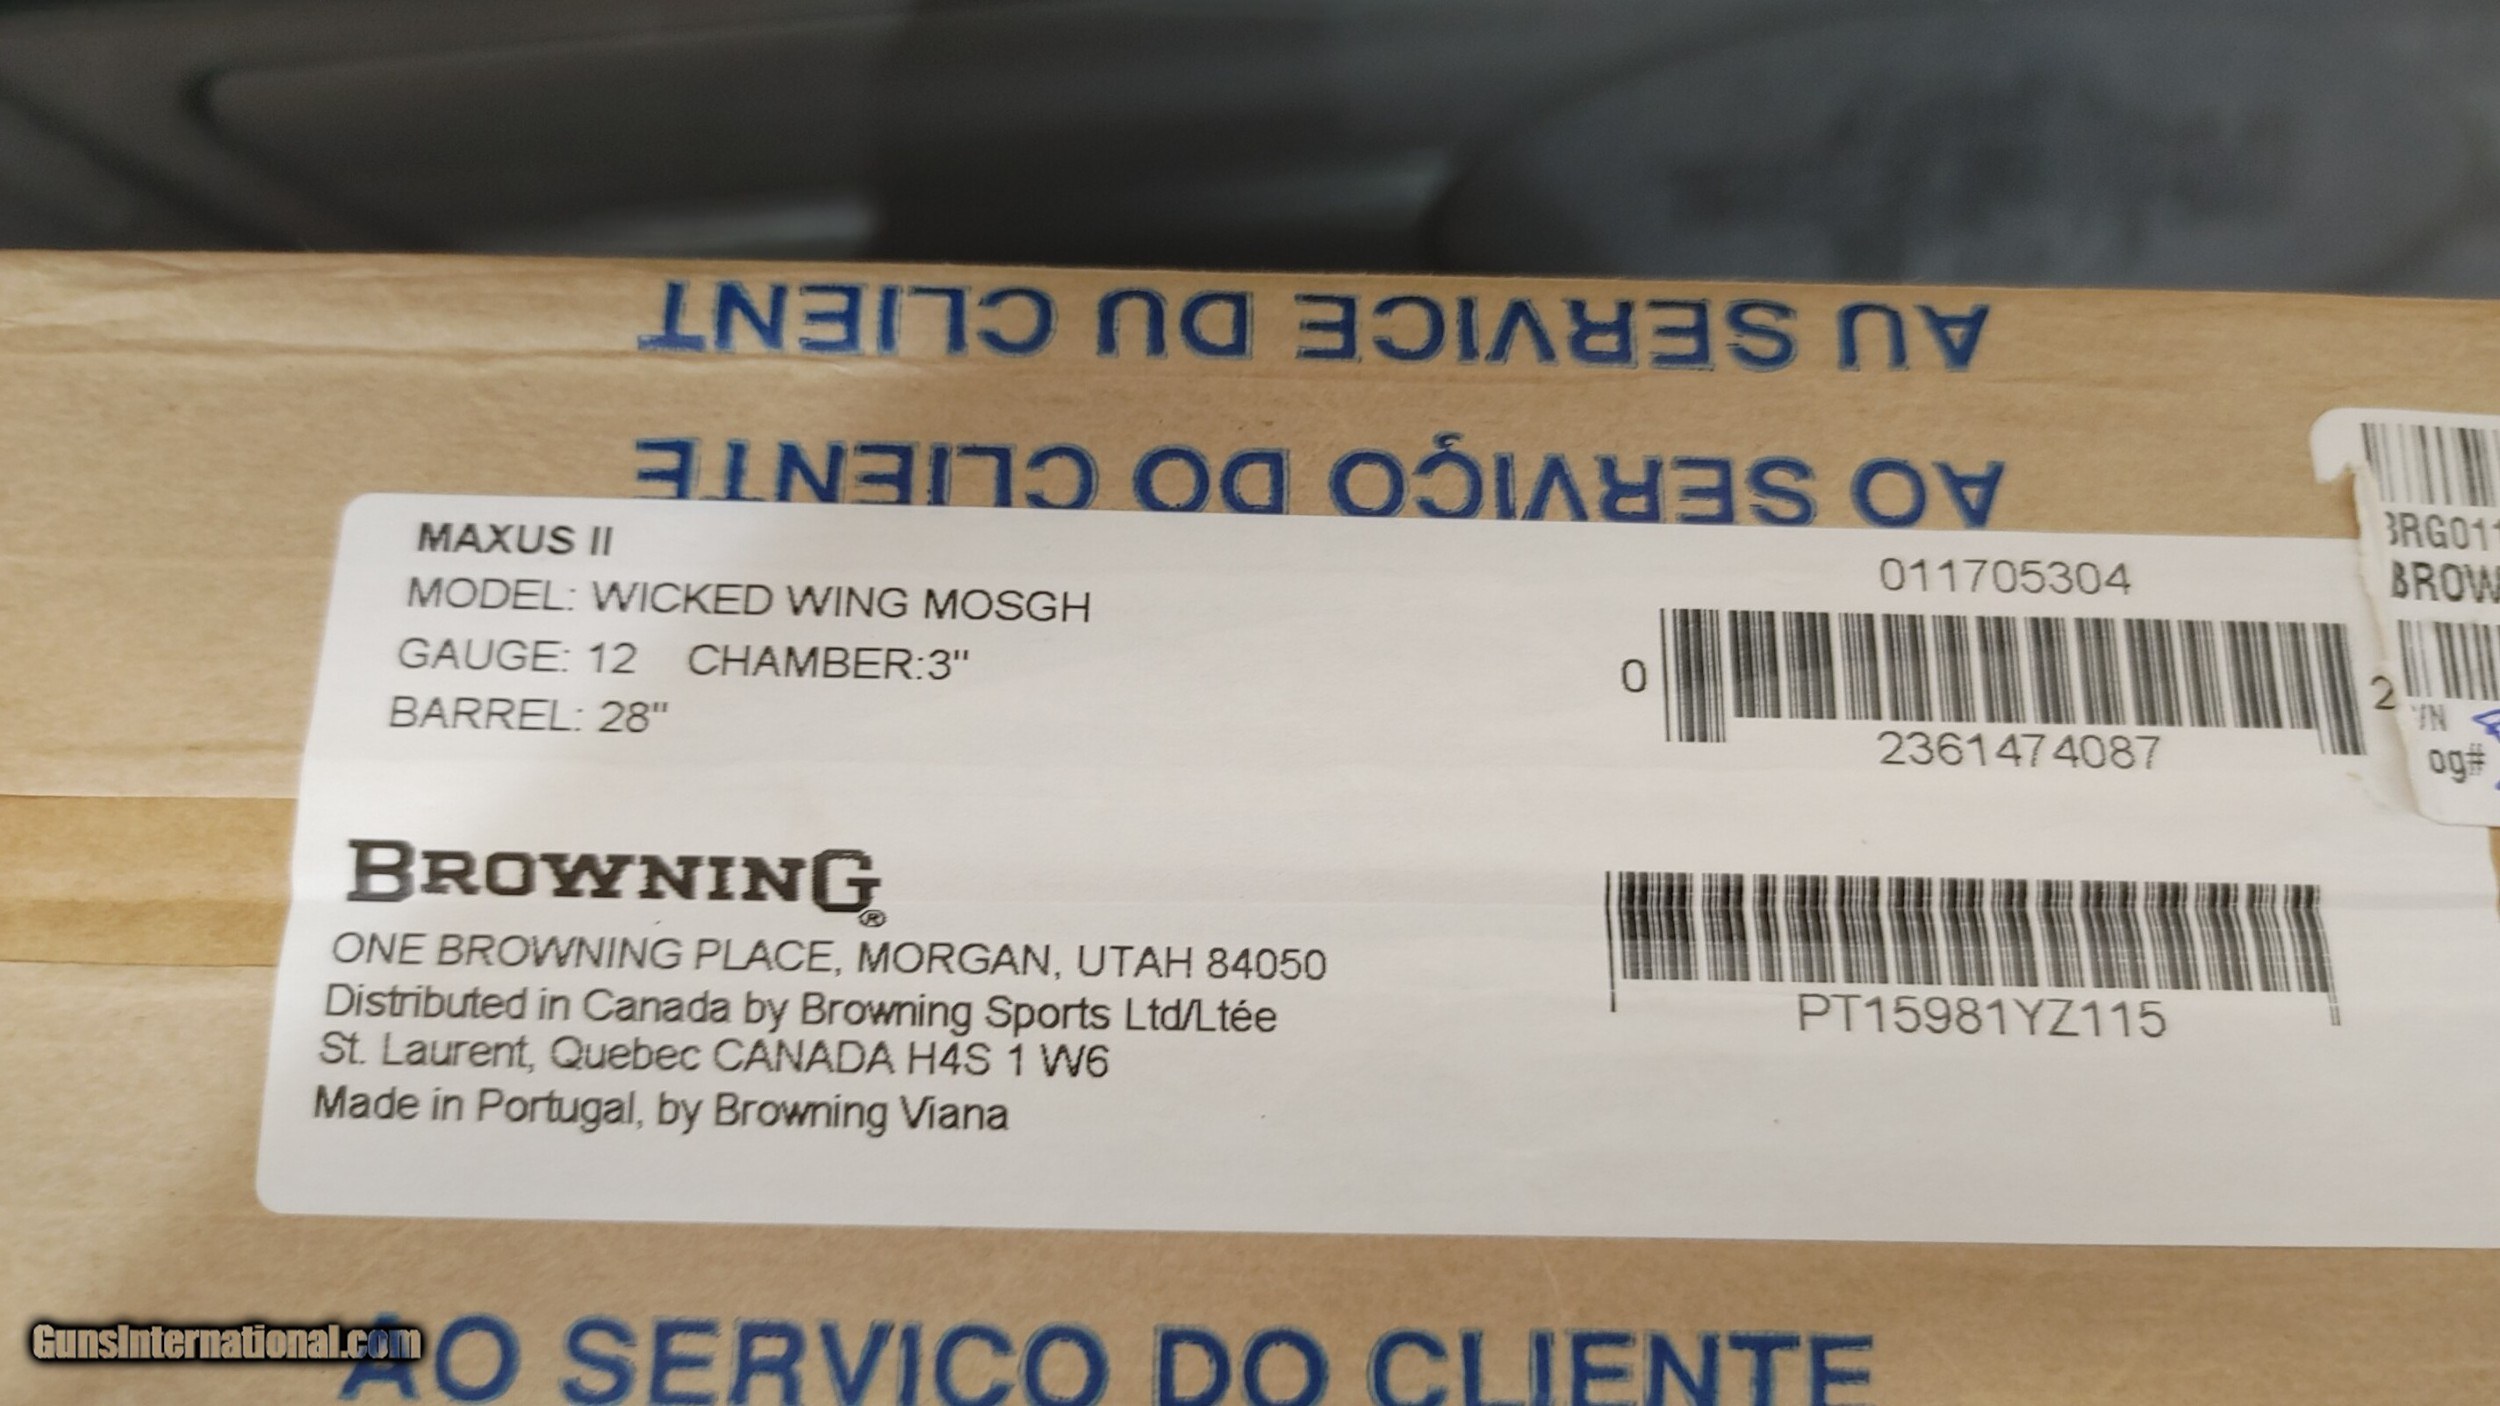 AU SERVICE DU CLIENT
AO SERVIÇO DO CLIENTE
MAXUS II
MODEL: WICKED WING MOSGH
GAUGE: 12 CHAMBER:3"
BARREL: 28"
011705304
0 2361474087 2
BROWNING®
ONE BROWNING PLACE, MORGAN, UTAH 84050
Distributed in Canada by Browning Sports Ltd/Ltée
St. Laurent, Quebec CANADA H4S 1 W6
Made in Portugal, by Browning Viana
PT15981YZ115
AO SERVIÇO DO CLIENTE
GunsInternational.com